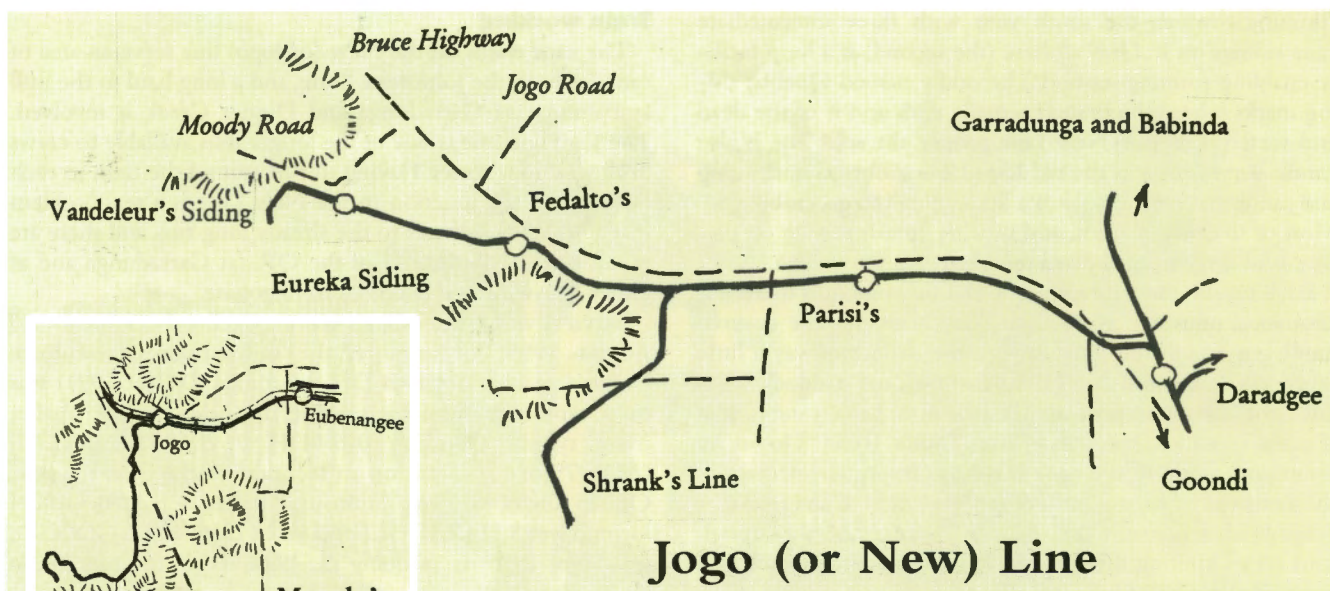 Bruce Highway
Jogo Road
Moody Road
Garradunga and Babinda
Vandeleur's Siding
Fedalto's
Eureka Siding
Parisi's
Daradgee
Jogo
Eubenangee
Shrank's Line
Goondi
Jogo (or New) Line